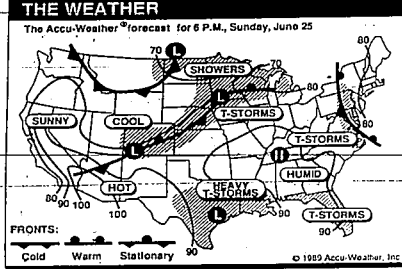 THE WEATHER
The Accu-Weather® forecast for 6 P.M., Sunday, June 25
70 L 80
SHOWERS 70
L 80
SUNNY COOL T-STORMS 80
L T-STORMS
H
HOT HEAVY T-STORMS HUMID
80 90 100 100
L 90 T-STORMS
90 90
FRONTS:
Cold Warm Stationary
© 1989 Accu-Weather, Inc.